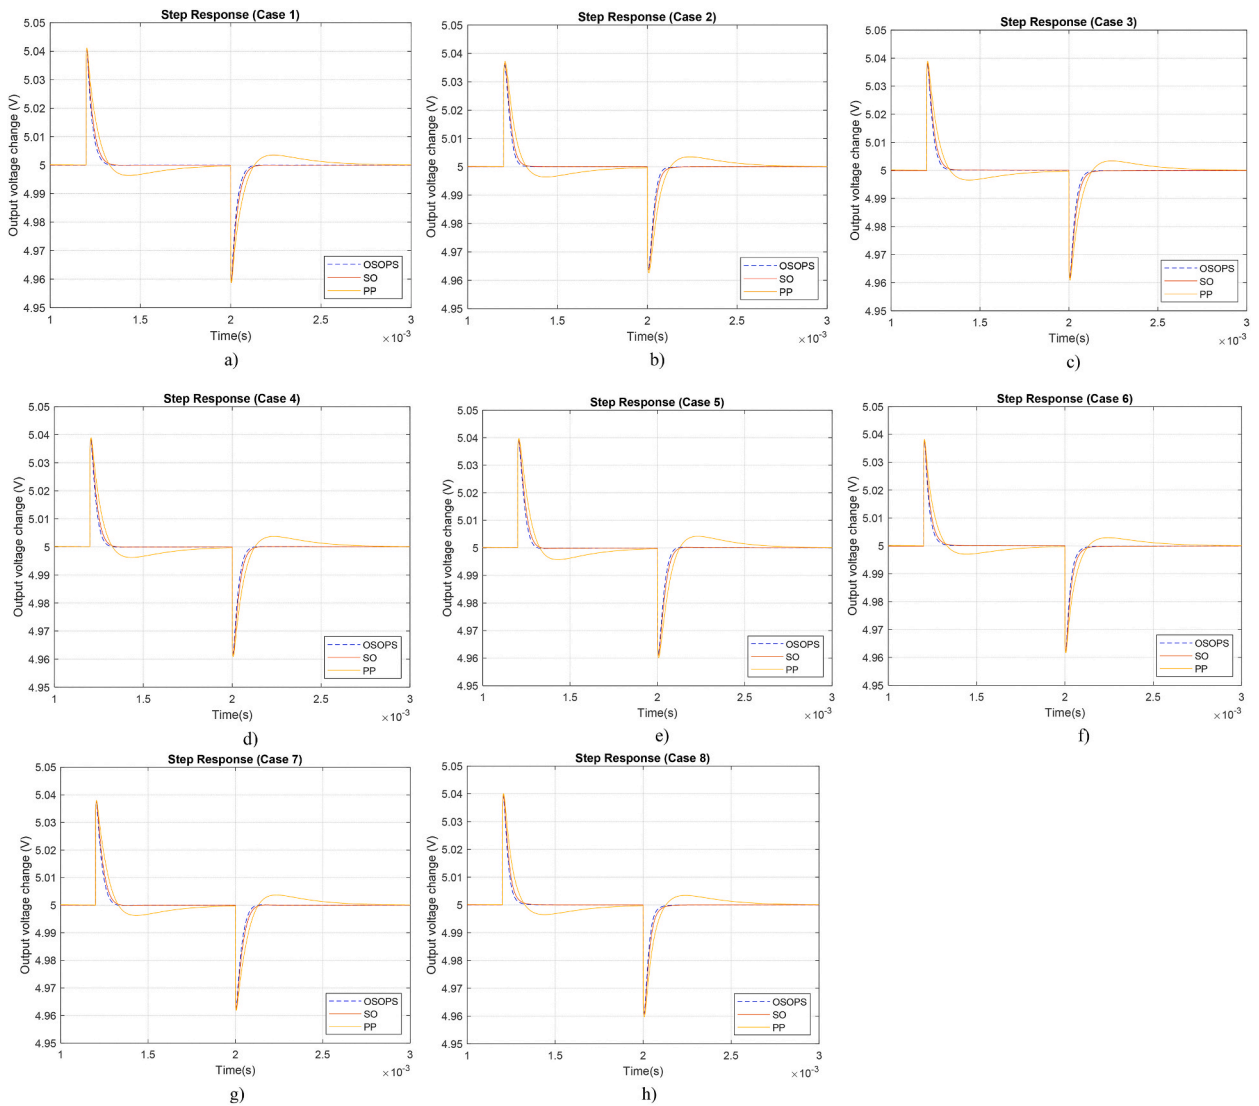 Step Response (Case 1)
Output voltage change (V)
5.05
5.04
5.03
5.02
5.01
5
4.99
4.98
4.97
4.96
4.95
OSOPS
SO
PP
1
1.5
2
2.5
3
Time(s)
×10⁻³
a)
Step Response (Case 2)
Output voltage change (V)
5.05
5.04
5.03
5.02
5.01
5
4.99
4.98
4.97
4.96
4.95
OSOPS
SO
PP
1
1.5
2
2.5
3
Time(s)
×10⁻³
b)
Step Response (Case 3)
Output voltage change (V)
5.05
5.04
5.03
5.02
5.01
5
4.99
4.98
4.97
4.96
4.95
OSOPS
SO
PP
1
1.5
2
2.5
3
Time(s)
×10⁻³
c)
Step Response (Case 4)
Output voltage change (V)
5.05
5.04
5.03
5.02
5.01
5
4.99
4.98
4.97
4.96
4.95
OSOPS
SO
PP
1
1.5
2
2.5
3
Time(s)
×10⁻³
d)
Step Response (Case 5)
Output voltage change (V)
5.05
5.04
5.03
5.02
5.01
5
4.99
4.98
4.97
4.96
4.95
OSOPS
SO
PP
1
1.5
2
2.5
3
Time(s)
×10⁻³
e)
Step Response (Case 6)
Output voltage change (V)
5.05
5.04
5.03
5.02
5.01
5
4.99
4.98
4.97
4.96
4.95
OSOPS
SO
PP
1
1.5
2
2.5
3
Time(s)
×10⁻³
f)
Step Response (Case 7)
Output voltage change (V)
5.05
5.04
5.03
5.02
5.01
5
4.99
4.98
4.97
4.96
4.95
OSOPS
SO
PP
1
1.5
2
2.5
3
Time(s)
×10⁻³
g)
Step Response (Case 8)
Output voltage change (V)
5.05
5.04
5.03
5.02
5.01
5
4.99
4.98
4.97
4.96
4.95
OSOPS
SO
PP
1
1.5
2
2.5
3
Time(s)
×10⁻³
h)